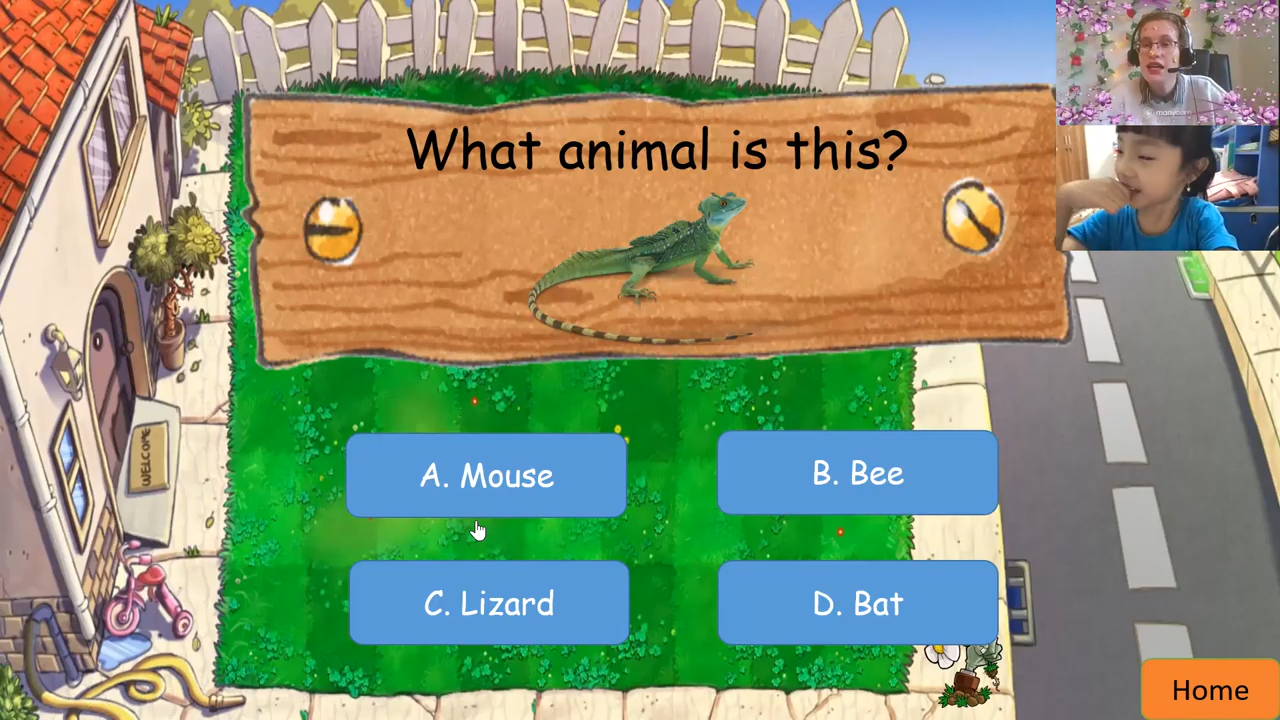 What animal is this?
A. Mouse
B. Bee
C. Lizard
D. Bat
WELCOME
Home